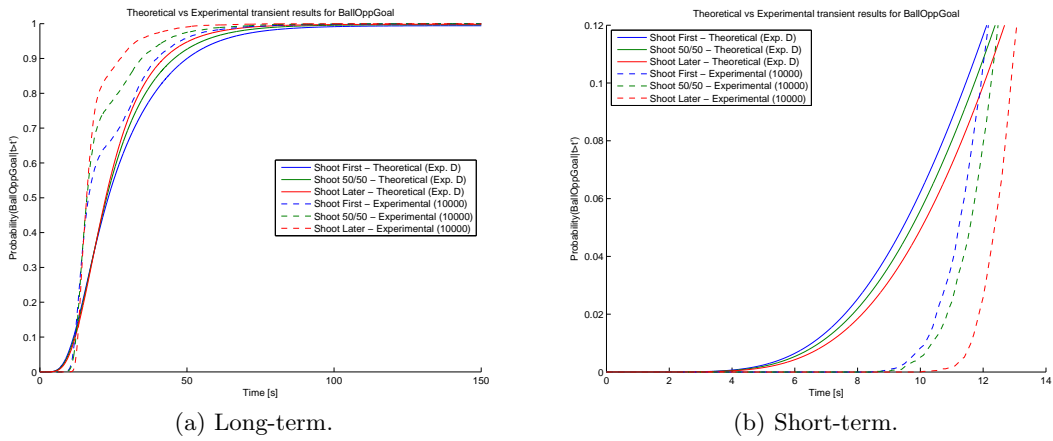 Theoretical vs Experimental transient results for BallOppGoal
1
0.9
0.8
0.7
0.6
0.5
0.4
0.3
0.2
0.1
0
Probability(BallOppGoal|t>t')
Shoot First – Theoretical (Exp. D)
Shoot 50/50 – Theoretical (Exp. D)
Shoot Later – Theoretical (Exp. D)
Shoot First – Experimental (10000)
Shoot 50/50 – Experimental (10000)
Shoot Later – Experimental (10000)
0 50 100 150
Time [s]
(a) Long-term.
Theoretical vs Experimental transient results for BallOppGoal
0.12
0.1
0.08
0.06
0.04
0.02
0
Probability(BallOppGoal|t>t')
Shoot First – Theoretical (Exp. D)
Shoot 50/50 – Theoretical (Exp. D)
Shoot Later – Theoretical (Exp. D)
Shoot First – Experimental (10000)
Shoot 50/50 – Experimental (10000)
Shoot Later – Experimental (10000)
0 2 4 6 8 10 12 14
Time [s]
(b) Short-term.